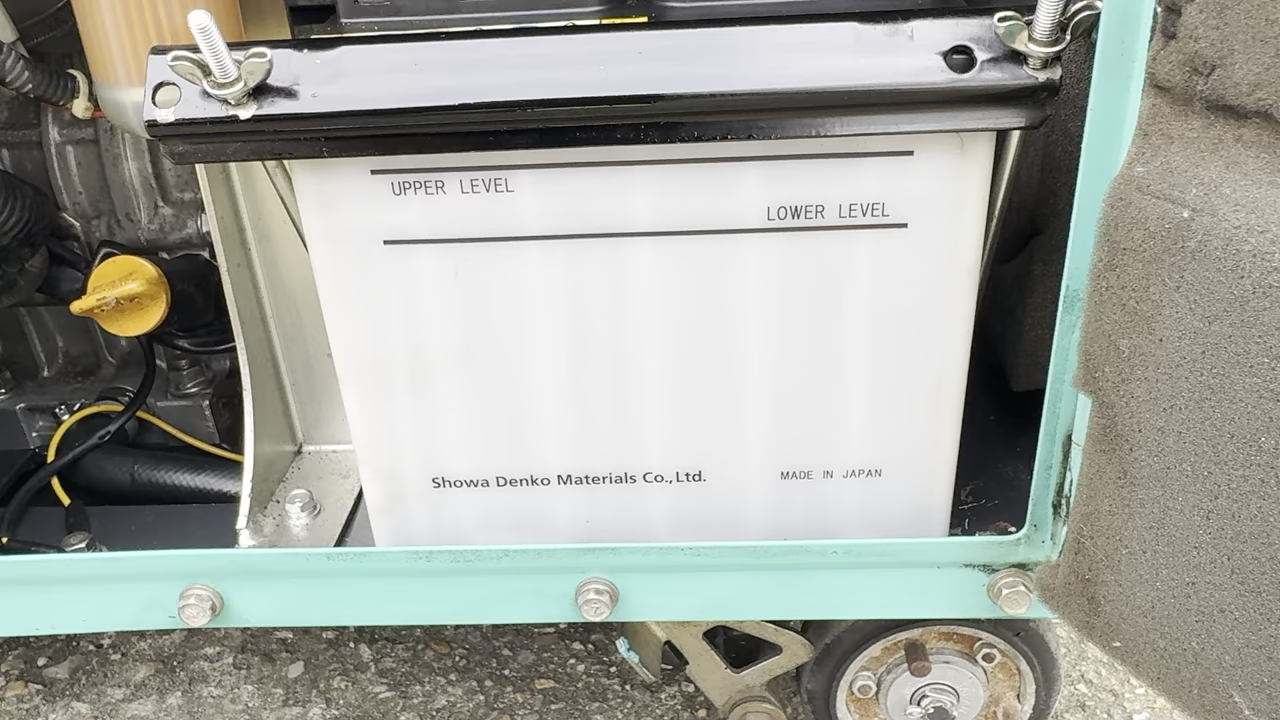 UPPER LEVEL
LOWER LEVEL
Showa Denko Materials Co.,Ltd.
MADE IN JAPAN